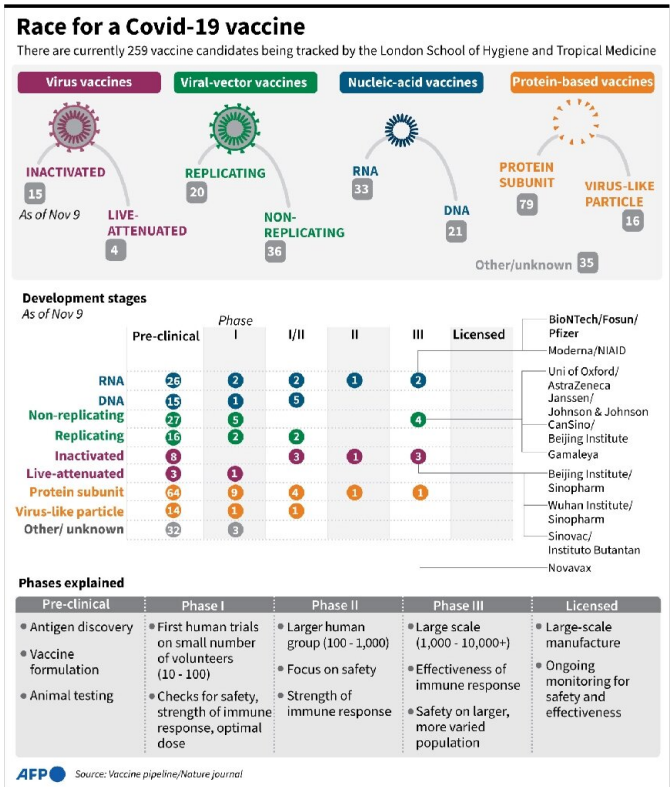 Race for a Covid-19 vaccine
There are currently 259 vaccine candidates being tracked by the London School of Hygiene and Tropical Medicine
Virus vaccines
INACTIVATED
15
As of Nov 9
LIVE-
ATTENUATED
4
Viral-vector vaccines
REPLICATING
20
NON-
REPLICATING
36
Nucleic-acid vaccines
RNA
33
DNA
21
Protein-based vaccines
PROTEIN
SUBUNIT
79
VIRUS-LIKE
PARTICLE
16
Other/unknown 35
Development stages
As of Nov 9
Phase
Pre-clinical I I/II II III Licensed
RNA 26 2 2 1 2
DNA 15 1 5
Non-replicating 27 5 4
Replicating 16 2 2
Inactivated 8 3 1 3
Live-attenuated 3 1
Protein subunit 64 9 4 1 1
Virus-like particle 14 1 1
Other/ unknown 32 3
BioNTech/Fosun/
Pfizer
Moderna/NIAID
Uni of Oxford/
AstraZeneca
Janssen/
Johnson & Johnson
CanSino/
Beijing Institute
Gamaleya
Beijing Institute/
Sinopharm
Wuhan Institute/
Sinopharm
Sinovac/
Instituto Butantan
Novavax
Phases explained
Pre-clinical
• Antigen discovery
• Vaccine
formulation
• Animal testing
Phase I
• First human trials
on small number
of volunteers
(10 - 100)
• Checks for safety,
strength of immune
response, optimal
dose
Phase II
• Larger human
group (100 - 1,000)
• Focus on safety
• Strength of
immune response
Phase III
• Large scale
(1,000 - 10,000+)
• Effectiveness of
immune response
• Safety on larger,
more varied
population
Licensed
• Large-scale
manufacture
• Ongoing
monitoring for
safety and
effectiveness
AFP Source: Vaccine pipeline/Nature journal